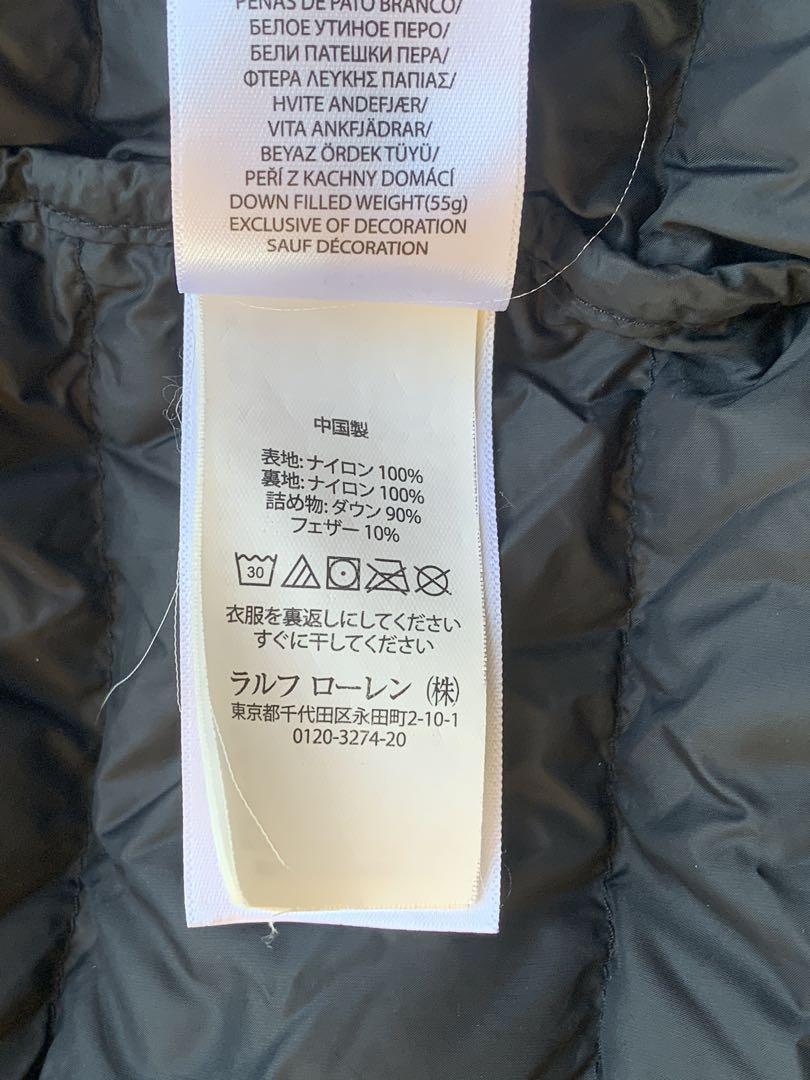 PENAS DE PATO BRANCO/
БЕЛОЕ УТИНОЕ ПЕРО/
БЕЛИ ПАТЕШКИ ПЕРА/
ΦΤΕΡΑ ΛΕΥΚΗΣ ΠΑΠΙΑΣ/
HVITE ANDEFJÆR/
VITA ANKFJÄDRAR/
BEYAZ ÖRDEK TÜYÜ/
PEŘÍ Z KACHNY DOMÁCÍ
DOWN FILLED WEIGHT(55g)
EXCLUSIVE OF DECORATION
SAUF DÉCORATION
中国製
表地: ナイロン 100%
裏地: ナイロン 100%
詰め物: ダウン 90%
フェザー 10%
30
衣服を裏返しにしてください
すぐに干してください
ラルフ ローレン (株)
東京都千代田区永田町2-10-1
0120-3274-20